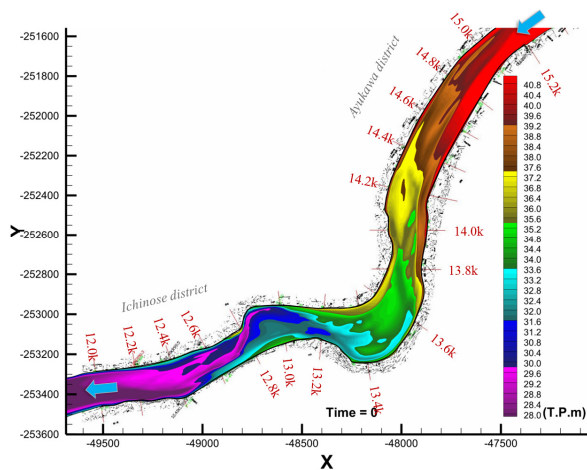 -251600
-251800
-252000
-252200
-252400
-252600
-252800
-253000
-253200
-253400
-253600
Y
-49500
-49000
-48500
-48000
-47500
X
Ayukawa district
Ichinose district
15.2k
15.0k
14.8k
14.6k
14.4k
14.2k
14.0k
13.8k
13.6k
13.4k
13.2k
13.0k
12.8k
12.6k
12.4k
12.2k
12.0k
Time = 0
40.8
40.4
40.0
39.6
39.2
38.8
38.4
38.0
37.6
37.2
36.8
36.4
36.0
35.6
35.2
34.8
34.4
34.0
33.6
33.2
32.8
32.4
32.0
31.6
31.2
30.8
30.4
30.0
29.6
29.2
28.8
28.4
28.0
(T.P.m)